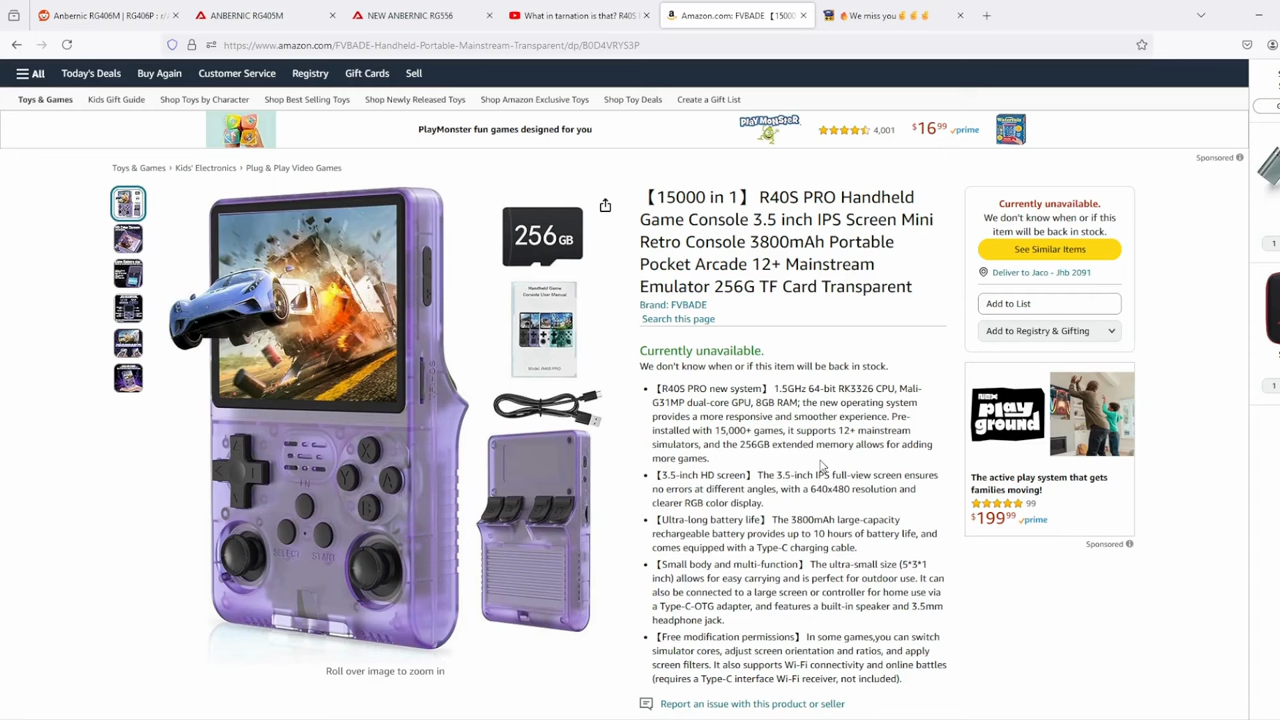 Anbernic RG406M | RG406P : r/A
ANBERNIC RG405M
NEW ANBERNIC RG556
What in tarnation is that? R40S
Amazon.com: FVBADE 【15000
We miss you
https://www.amazon.com/FVBADE-Handheld-Portable-Mainstream-Transparent/dp/B0D4VRYS3P
All Today's Deals Buy Again Customer Service Registry Gift Cards Sell
Toys & Games Kids Gift Guide Shop Toys by Character Shop Best Selling Toys Shop Newly Released Toys Shop Amazon Exclusive Toys Shop Toy Deals Create a Gift List
PlayMonster fun games designed for you
PLAYMONSTER
4,001
$16.99 prime
Sponsored
Toys & Games › Kids' Electronics › Plug & Play Video Games
256GB
Handheld Game
Console User Manual
Model: R40S PRO
SELECT
START
X
Y
A
B
Roll over image to zoom in
【15000 in 1】 R40S PRO Handheld
Game Console 3.5 inch IPS Screen Mini
Retro Console 3800mAh Portable
Pocket Arcade 12+ Mainstream
Emulator 256G TF Card Transparent
Brand: FVBADE
Search this page
Currently unavailable.
We don't know when or if this item will be back in stock.
【R40S PRO new system】 1.5GHz 64-bit RK3326 CPU, Mali-
G31MP dual-core GPU, 8GB RAM; the new operating system
provides a more responsive and smoother experience. Pre-
installed with 15,000+ games, it supports 12+ mainstream
simulators, and the 256GB extended memory allows for adding
more games.
【3.5-inch HD screen】 The 3.5-inch IPS full-view screen ensures
no errors at different angles, with a 640x480 resolution and
clearer RGB color display.
【Ultra-long battery life】 The 3800mAh large-capacity
rechargeable battery provides up to 10 hours of battery life, and
comes equipped with a Type-C charging cable.
【Small body and multi-function】 The ultra-small size (5*3*1
inch) allows for easy carrying and is perfect for outdoor use. It can
also be connected to a large screen or controller for home use via
a Type-C-OTG adapter, and features a built-in speaker and 3.5mm
headphone jack.
【Free modification permissions】 In some games,you can switch
simulator cores, adjust screen orientation and ratios, and apply
screen filters. It also supports Wi-Fi connectivity and online battles
(requires a Type-C interface Wi-Fi receiver, not included).
Report an issue with this product or seller
Currently unavailable.
We don't know when or if this
item will be back in stock.
See Similar Items
Deliver to Jaco - Jhb 2091
Add to List
Add to Registry & Gifting
NEX
play
ground
The active play system that gets
families moving!
99
$199.99 prime
Sponsored